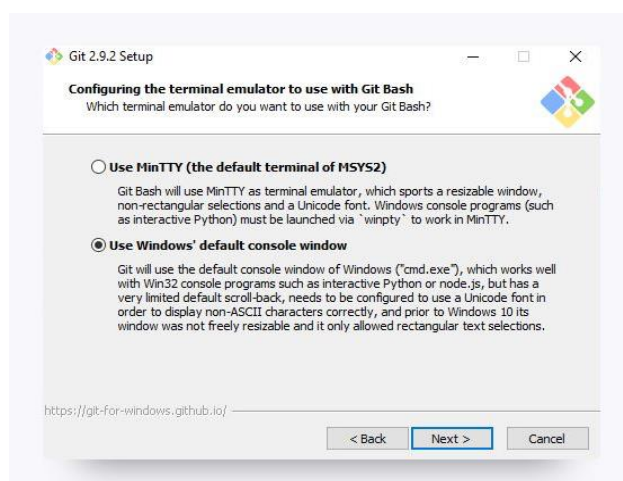 Git 2.9.2 Setup
Configuring the terminal emulator to use with Git Bash
Which terminal emulator do you want to use with your Git Bash?
Use MinTTY (the default terminal of MSYS2)
Git Bash will use MinTTY as terminal emulator, which sports a resizable window,
non-rectangular selections and a Unicode font. Windows console programs (such
as interactive Python) must be launched via `winpty` to work in MinTTY.
Use Windows' default console window
Git will use the default console window of Windows ("cmd.exe"), which works well
with Win32 console programs such as interactive Python or node.js, but has a
very limited default scroll-back, needs to be configured to use a Unicode font in
order to display non-ASCII characters correctly, and prior to Windows 10 its
window was not freely resizable and it only allowed rectangular text selections.
https://git-for-windows.github.io/
< Back Next > Cancel